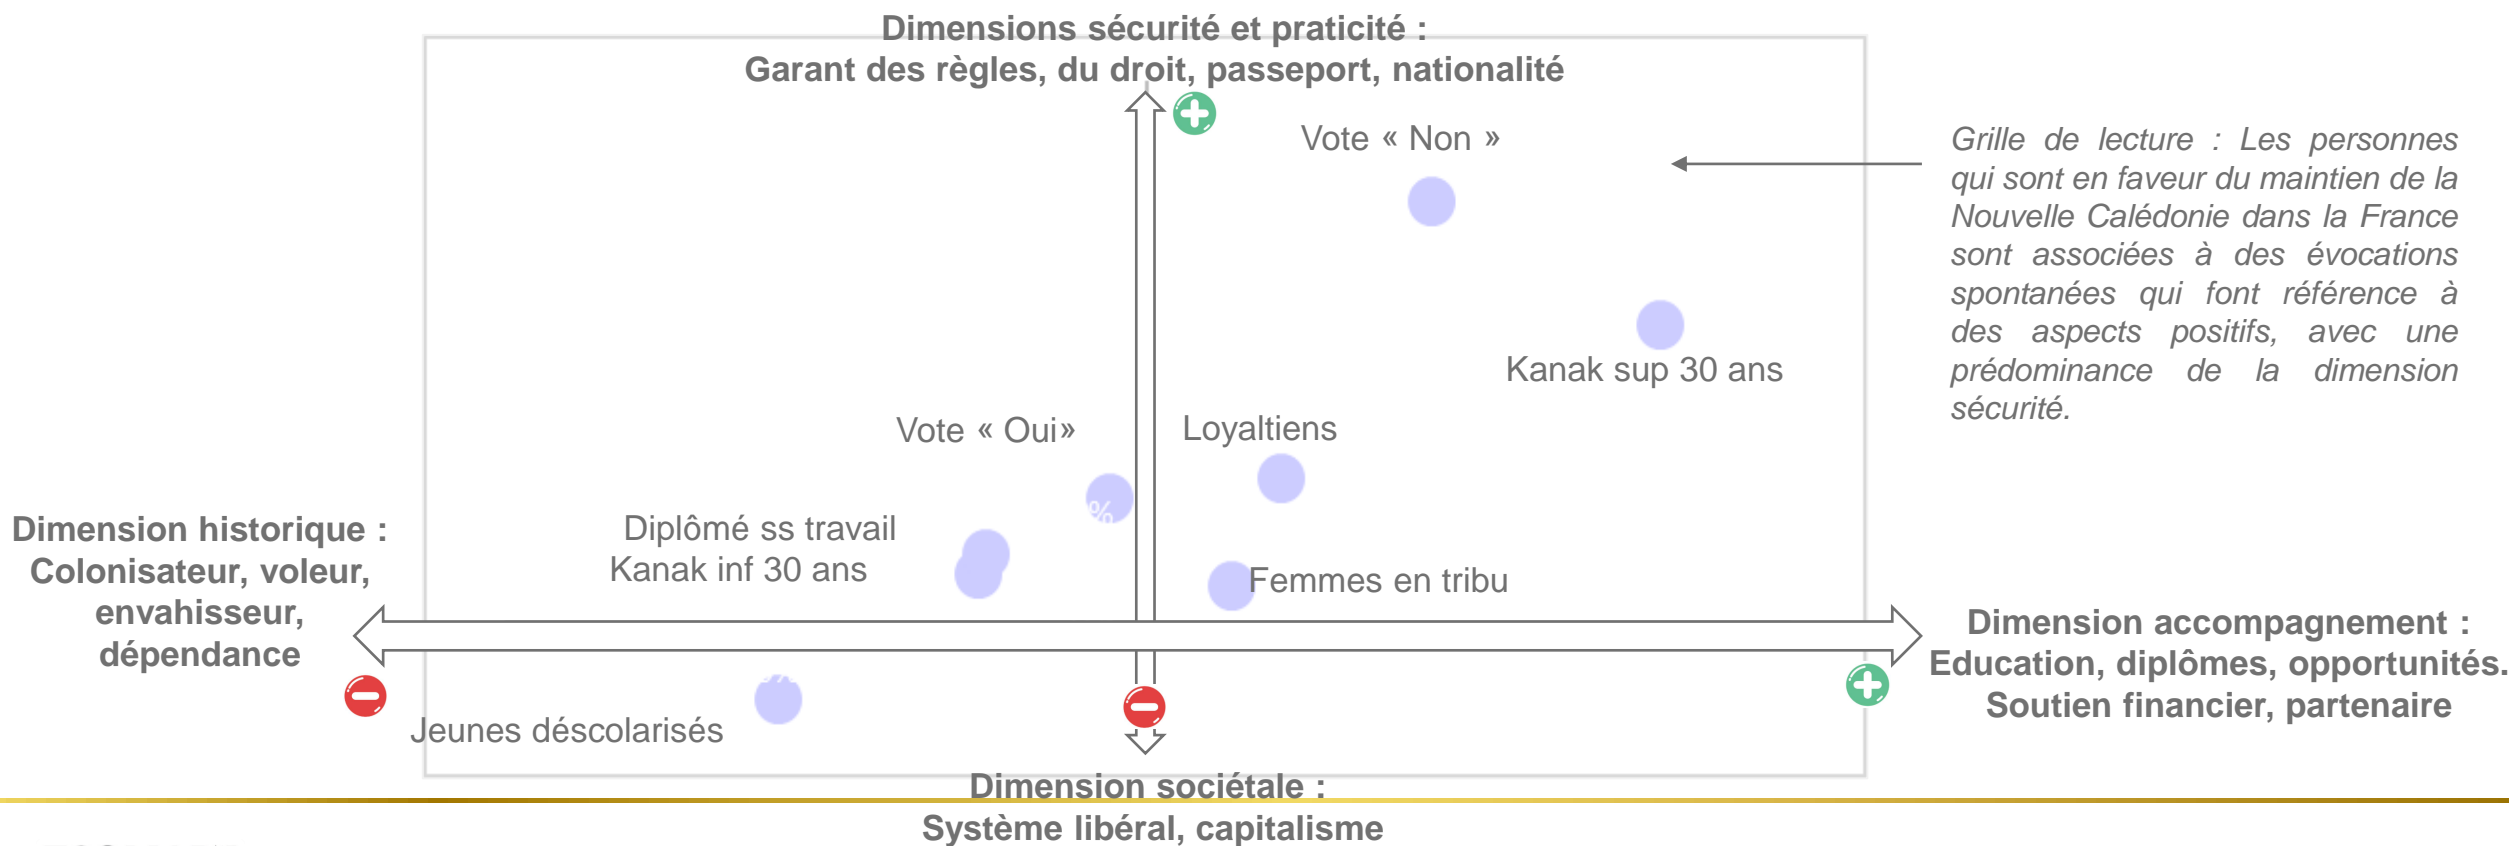 Dimensions sécurité et praticité :
Garant des règles, du droit, passeport, nationalité
Vote « Non »
Grille de lecture : Les personnes
qui sont en faveur du maintien de la
Nouvelle Calédonie dans la France
sont associées à des évocations
spontanées qui font référence à
des aspects positifs, avec une
prédominance de la dimension
sécurité.
Kanak sup 30 ans
Vote « Oui»
Loyaltiens
%
Diplômé ss travail
Kanak inf 30 ans
Femmes en tribu
Dimension historique :
Colonisateur, voleur,
envahisseur,
dépendance
Dimension accompagnement :
Education, diplômes, opportunités.
Soutien financier, partenaire
Jeunes déscolarisés
Dimension sociétale :
Système libéral, capitalisme